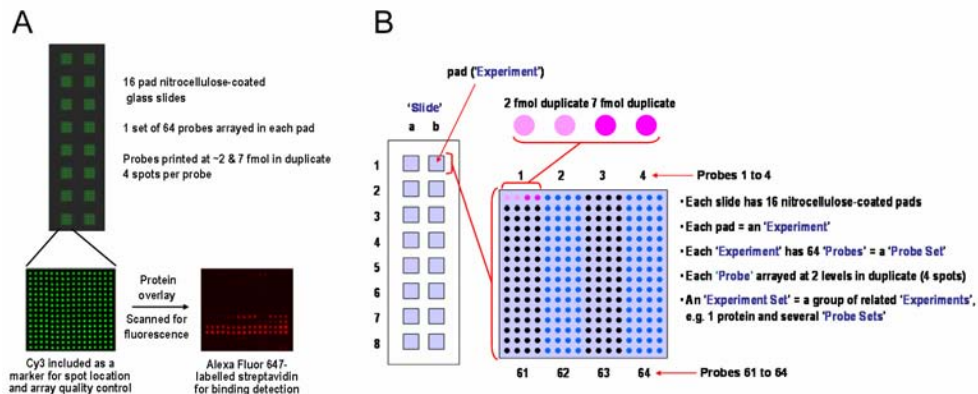 A
16 pad nitrocellulose-coated
glass slides
1 set of 64 probes arrayed in each pad
Probes printed at ~2 & 7 fmol in duplicate
4 spots per probe
Protein
overlay
Scanned for
fluorescence
Cy3 included as a
marker for spot location
and array quality control
Alexa Fluor 647-
labelled streptavidin
for binding detection
B
pad ('Experiment')
2 fmol duplicate 7 fmol duplicate
'Slide'
a b
1
2
3
4
5
6
7
8
1 2 3 4 Probes 1 to 4
61 62 63 64 Probes 61 to 64
• Each slide has 16 nitrocellulose-coated pads
• Each pad = an 'Experiment'
• Each 'Experiment' has 64 'Probes' = a 'Probe Set'
• Each 'Probe' arrayed at 2 levels in duplicate (4 spots)
• An 'Experiment Set' = a group of related 'Experiments',
e.g. 1 protein and several 'Probe Sets'